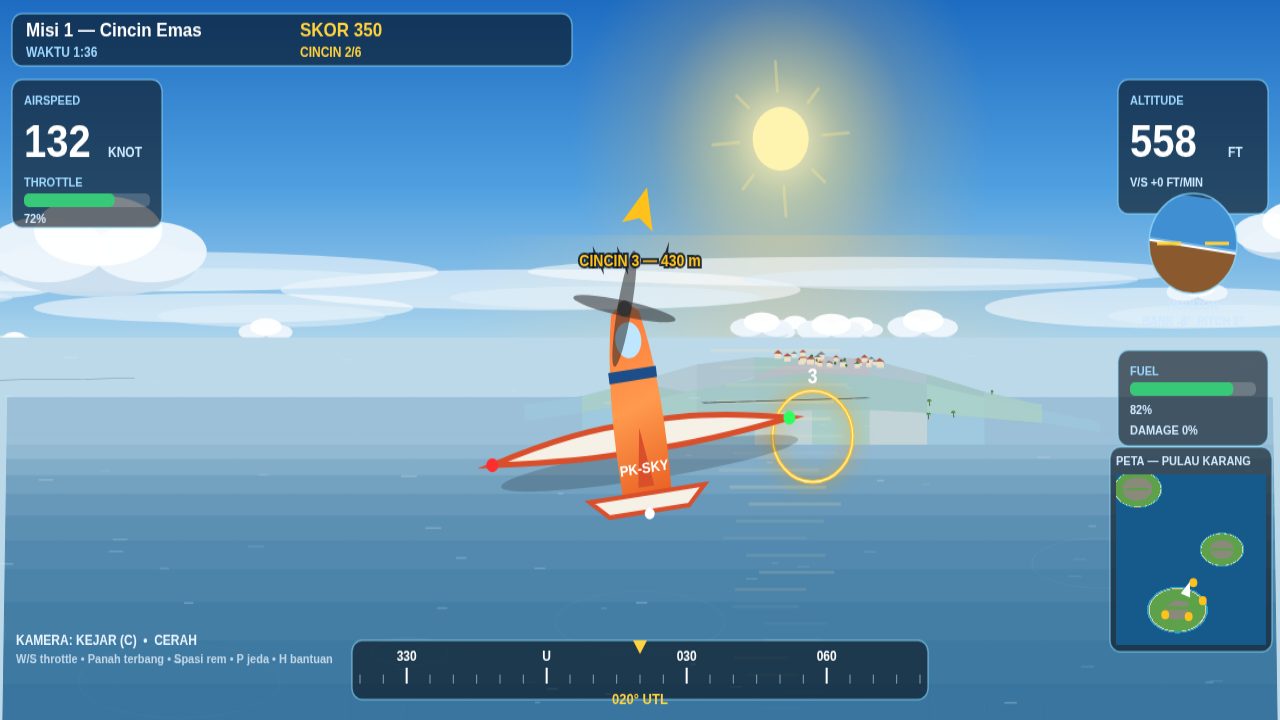 Misi 1 — Cincin Emas
SKOR 350
WAKTU 1:36
CINCIN 2/6
AIRSPEED
132 KNOT
THROTTLE
72%
ALTITUDE
558 FT
V/S +0 FT/MIN
CINCIN 3 — 430 m
3
FUEL
82%
DAMAGE 0%
PETA — PULAU KARANG
PK-SKY
KAMERA: KEJAR (C) • CERAH
W/S throttle • Panah terbang • Spasi rem • P jeda • H bantuan
330 U 030 060
020° UTL